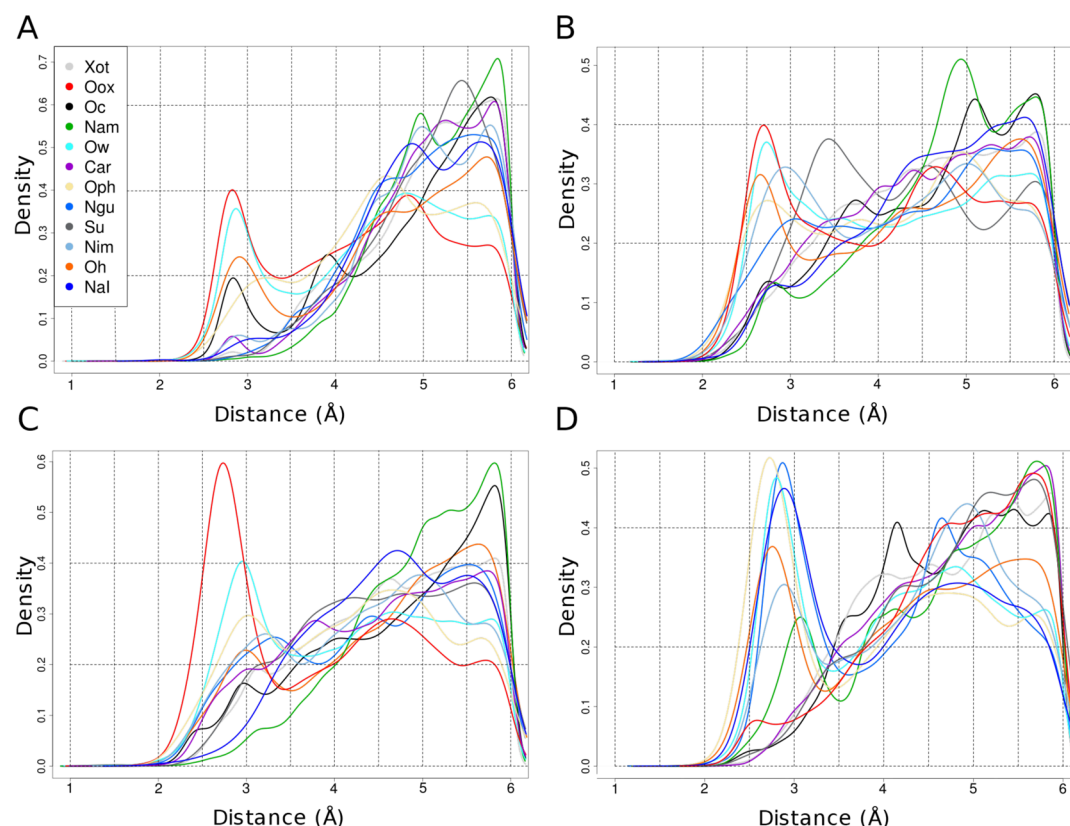 A
Density
0.0 0.1 0.2 0.3 0.4 0.5 0.6 0.7
Xot
Oox
Oc
Nam
Ow
Car
Oph
Ngu
Su
Nim
Oh
NaI
1 2 3 4 5 6
Distance (Å)
B
Density
0.0 0.1 0.2 0.3 0.4 0.5
1 2 3 4 5 6
Distance (Å)
C
Density
0.0 0.1 0.2 0.3 0.4 0.5 0.6
1 2 3 4 5 6
Distance (Å)
D
Density
0.0 0.1 0.2 0.3 0.4 0.5
1 2 3 4 5 6
Distance (Å)